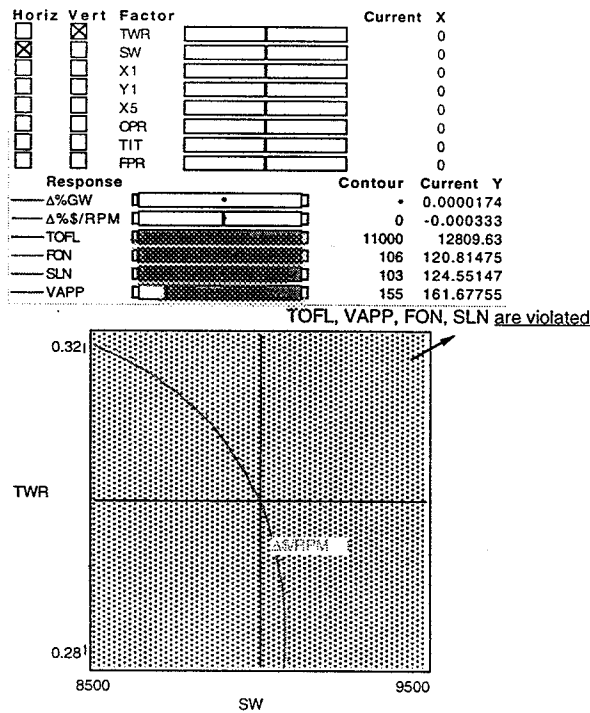 Horiz Vert Factor Current X
TWR 0
SW 0
X1 0
Y1 0
X5 0
OPR 0
TIT 0
FPR 0
Response Contour Current Y
Δ%GW • 0.0000174
Δ%$/RPM 0 -0.000333
TOFL 11000 12809.63
FON 106 120.81475
SLN 103 124.55147
VAPP 155 161.67755
TOFL, VAPP, FON, SLN are violated
0.32
TWR
Δ$/RPM
0.28
8500 9500
SW